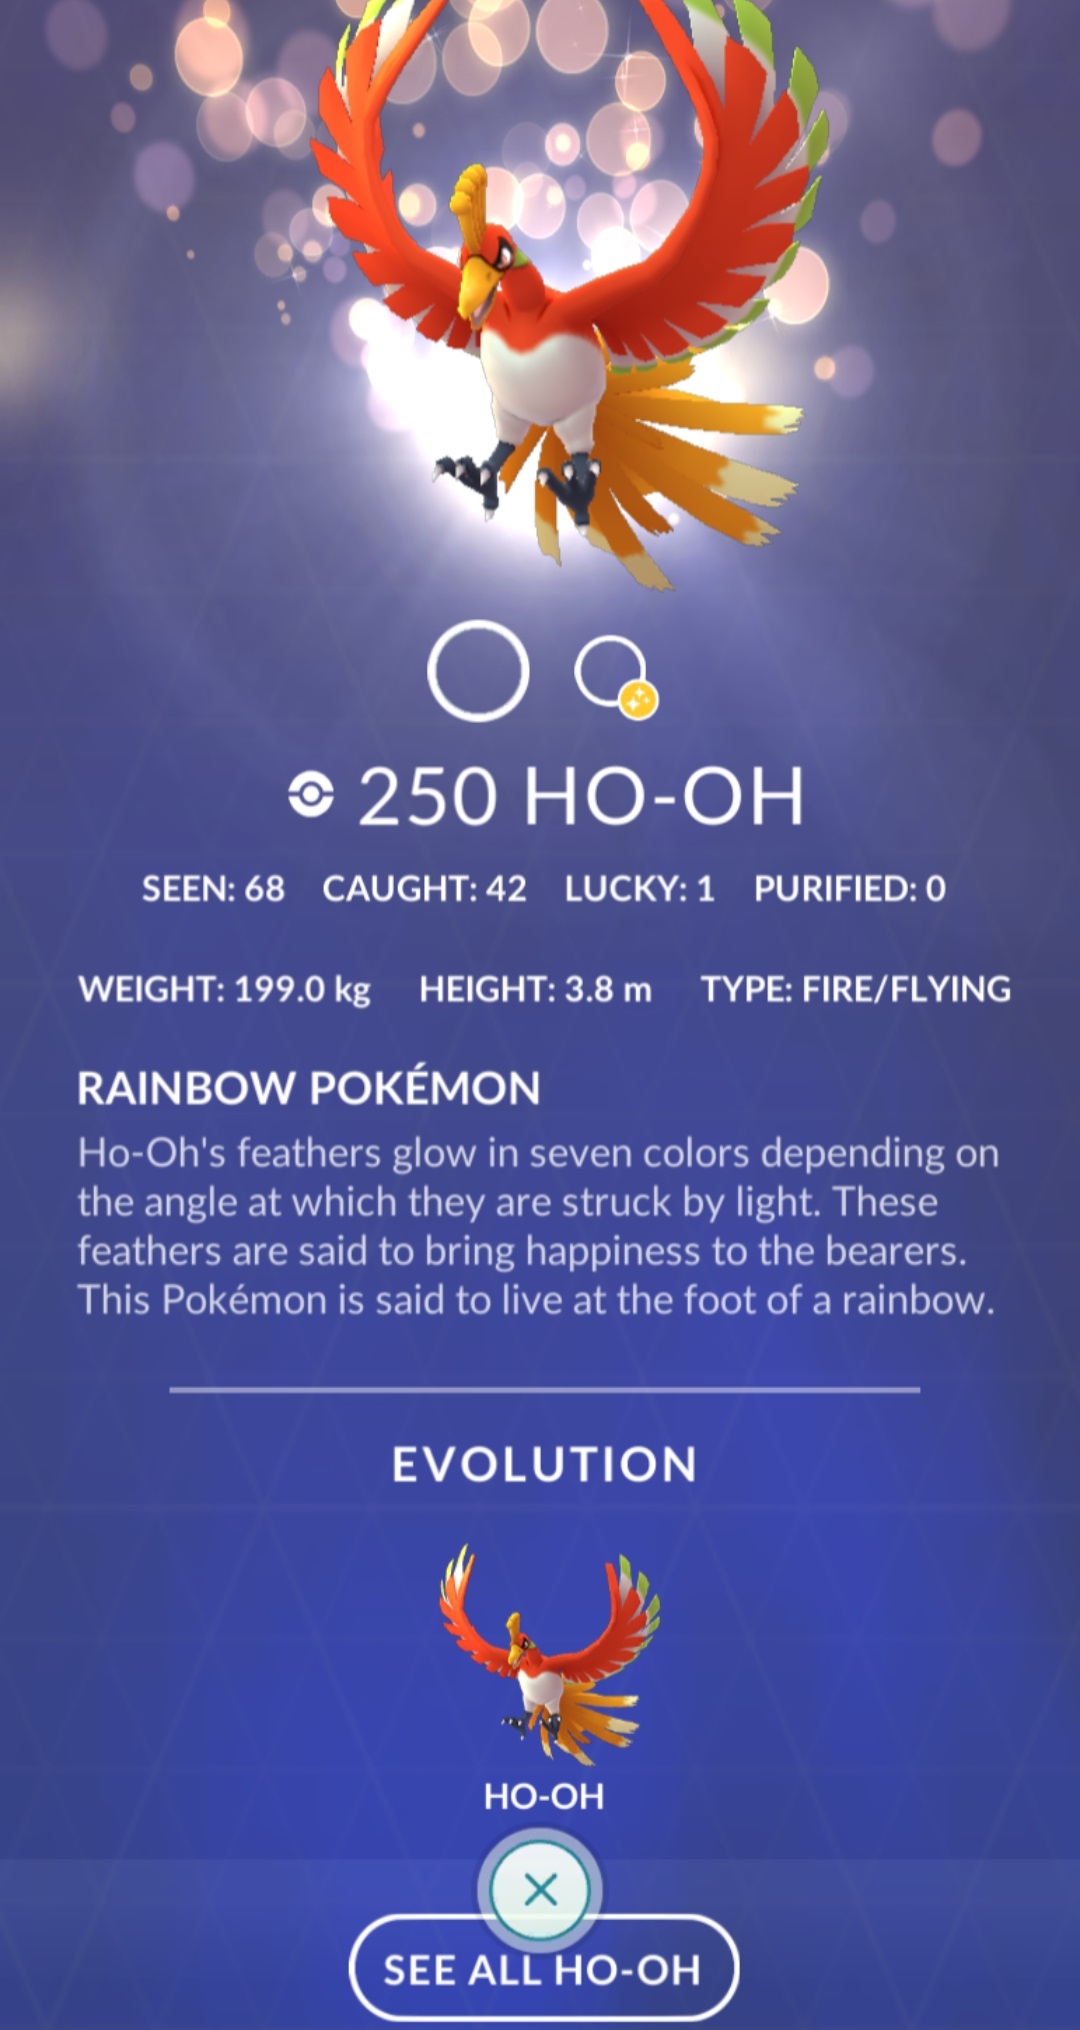 250 HO-OH
SEEN: 68 CAUGHT: 42 LUCKY: 1 PURIFIED: 0
WEIGHT: 199.0 kg HEIGHT: 3.8 m TYPE: FIRE/FLYING
RAINBOW POKÉMON
Ho-Oh's feathers glow in seven colors depending on
the angle at which they are struck by light. These
feathers are said to bring happiness to the bearers.
This Pokémon is said to live at the foot of a rainbow.
EVOLUTION
HO-OH
SEE ALL HO-OH